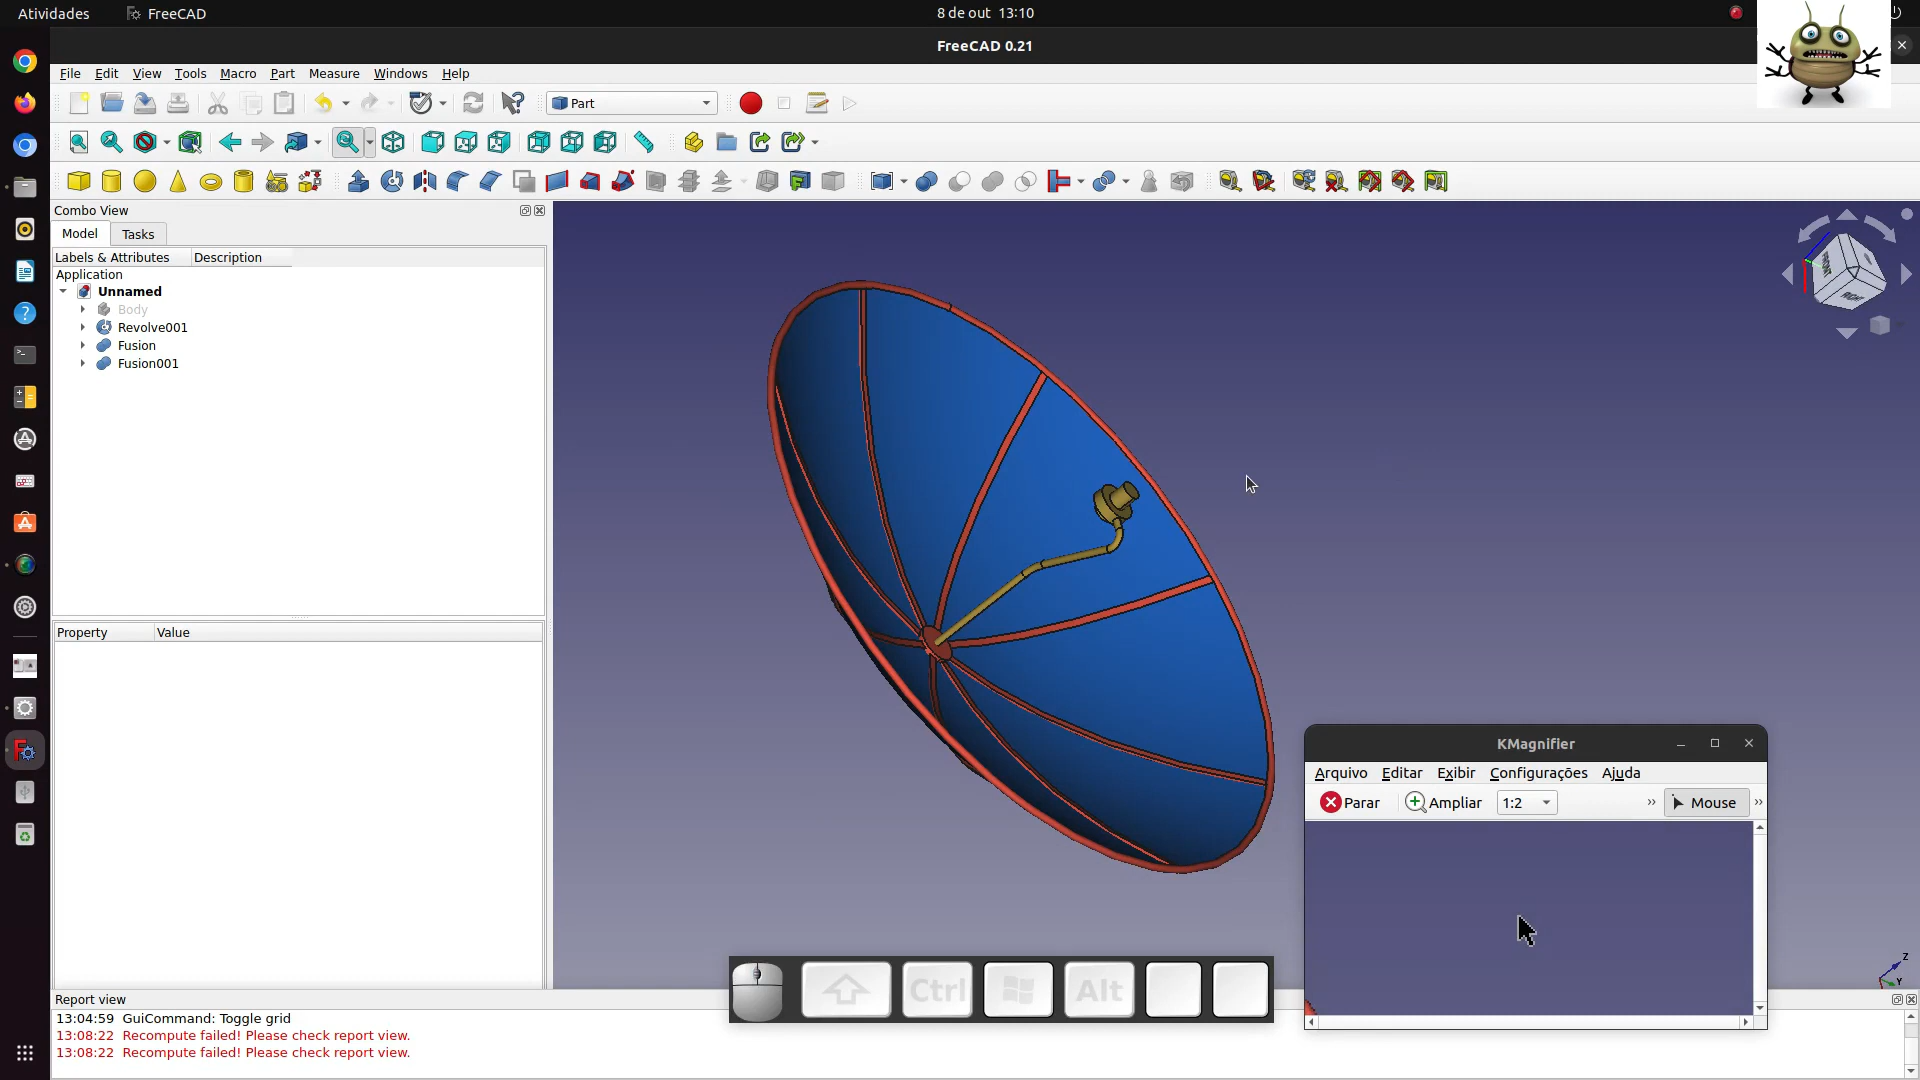 Atividades
FreeCAD
8 de out 13:10
FreeCAD 0.21
File Edit View Tools Macro Part Measure Windows Help
Part
Combo View
Model
Tasks
Labels & Attributes
Description
Application
Unnamed
Body
Revolve001
Fusion
Fusion001
FRONT
Property
Value
KMagnifier
Arquivo Editar Exibir Configurações Ajuda
Parar
Ampliar
1:2
»
Mouse
»
Z
Y
Ctrl
Alt
Report view
13:04:59 GuiCommand: Toggle grid
13:08:22 Recompute failed! Please check report view.
13:08:22 Recompute failed! Please check report view.